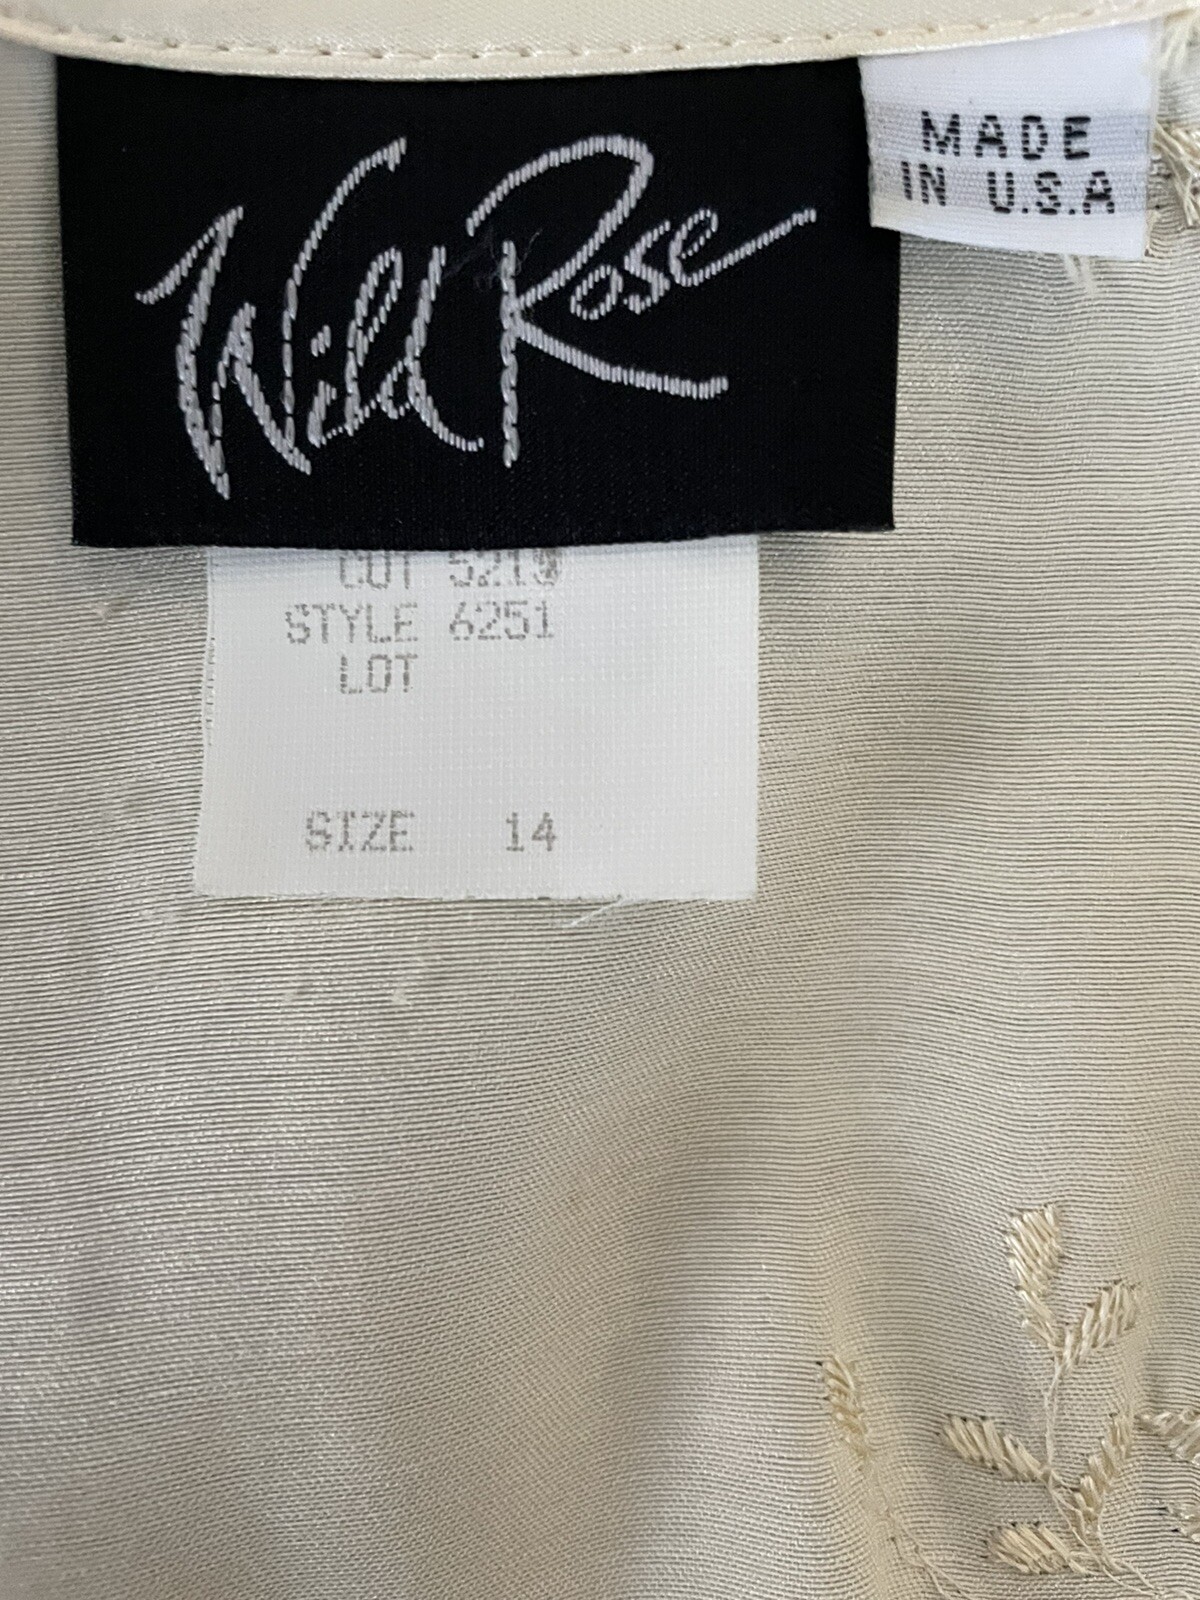 Wild Rose
MADE
IN U.S.A
CUT
STYLE 6251
LOT
SIZE 14